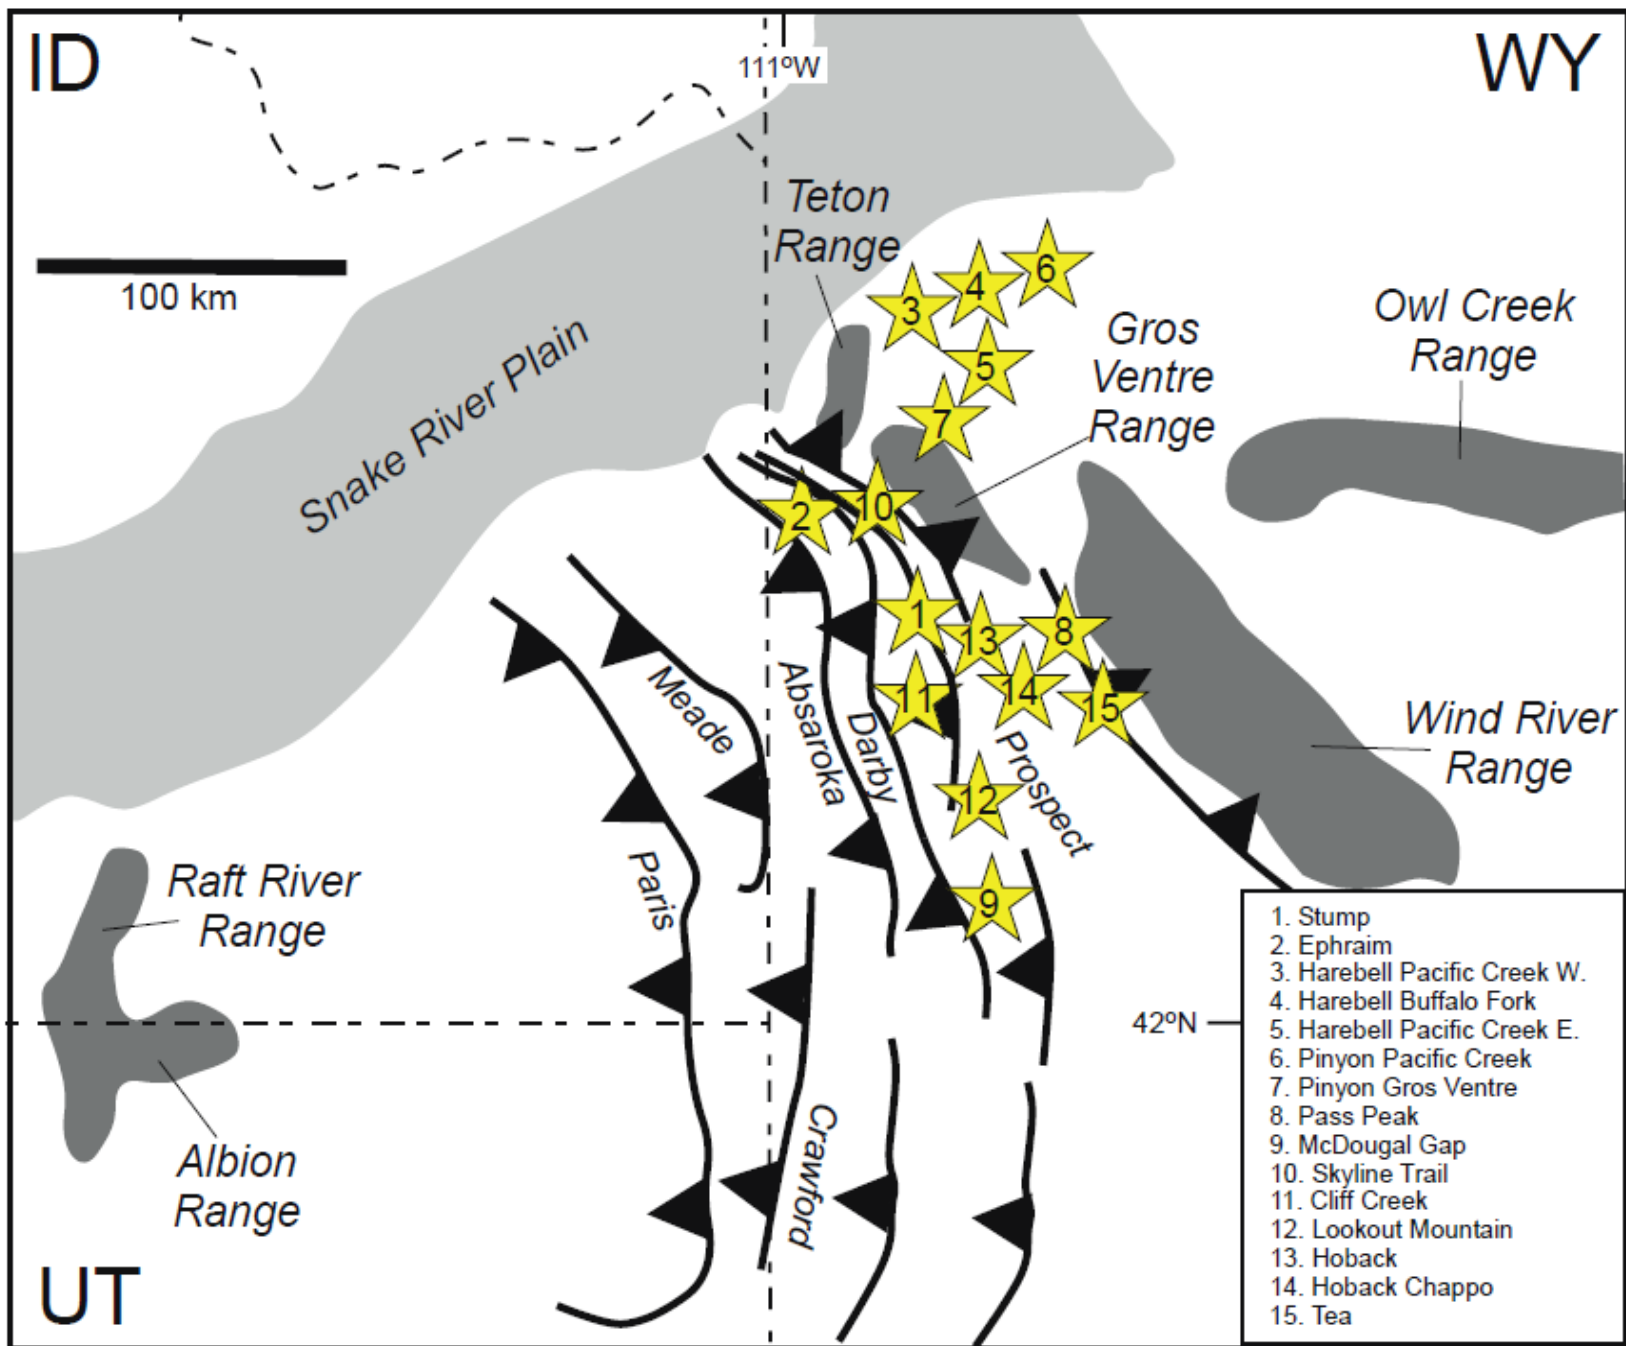 ID
WY
111ºW
Teton
Range
100 km
Snake River Plain
Gros
Ventre
Range
Owl Creek
Range
3
4
6
5
7
2
10
1
13
8
11
14
15
12
9
Meade
Absaroka
Darby
Prospect
Paris
Crawford
Wind River
Range
Raft River
Range
Albion
Range
42ºN
UT
1. Stump
2. Ephraim
3. Harebell Pacific Creek W.
4. Harebell Buffalo Fork
5. Harebell Pacific Creek E.
6. Pinyon Pacific Creek
7. Pinyon Gros Ventre
8. Pass Peak
9. McDougal Gap
10. Skyline Trail
11. Cliff Creek
12. Lookout Mountain
13. Hoback
14. Hoback Chappo
15. Tea